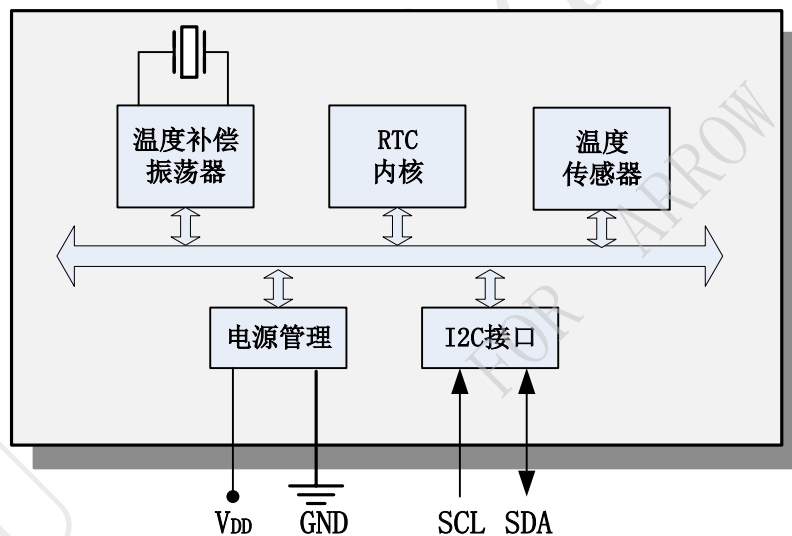 温度补偿
振荡器
RTC
内核
温度
传感器
电源管理
I2C接口
VDD
GND
SCL
SDA
FOR ARROW